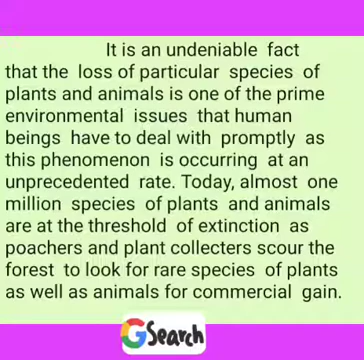 It is an undeniable fact
that the loss of particular species of
plants and animals is one of the prime
environmental issues that human
beings have to deal with promptly as
this phenomenon is occurring at an
unprecedented rate. Today, almost one
million species of plants and animals
are at the threshold of extinction as
poachers and plant collecters scour the
forest to look for rare species of plants
as well as animals for commercial gain.
GSearch